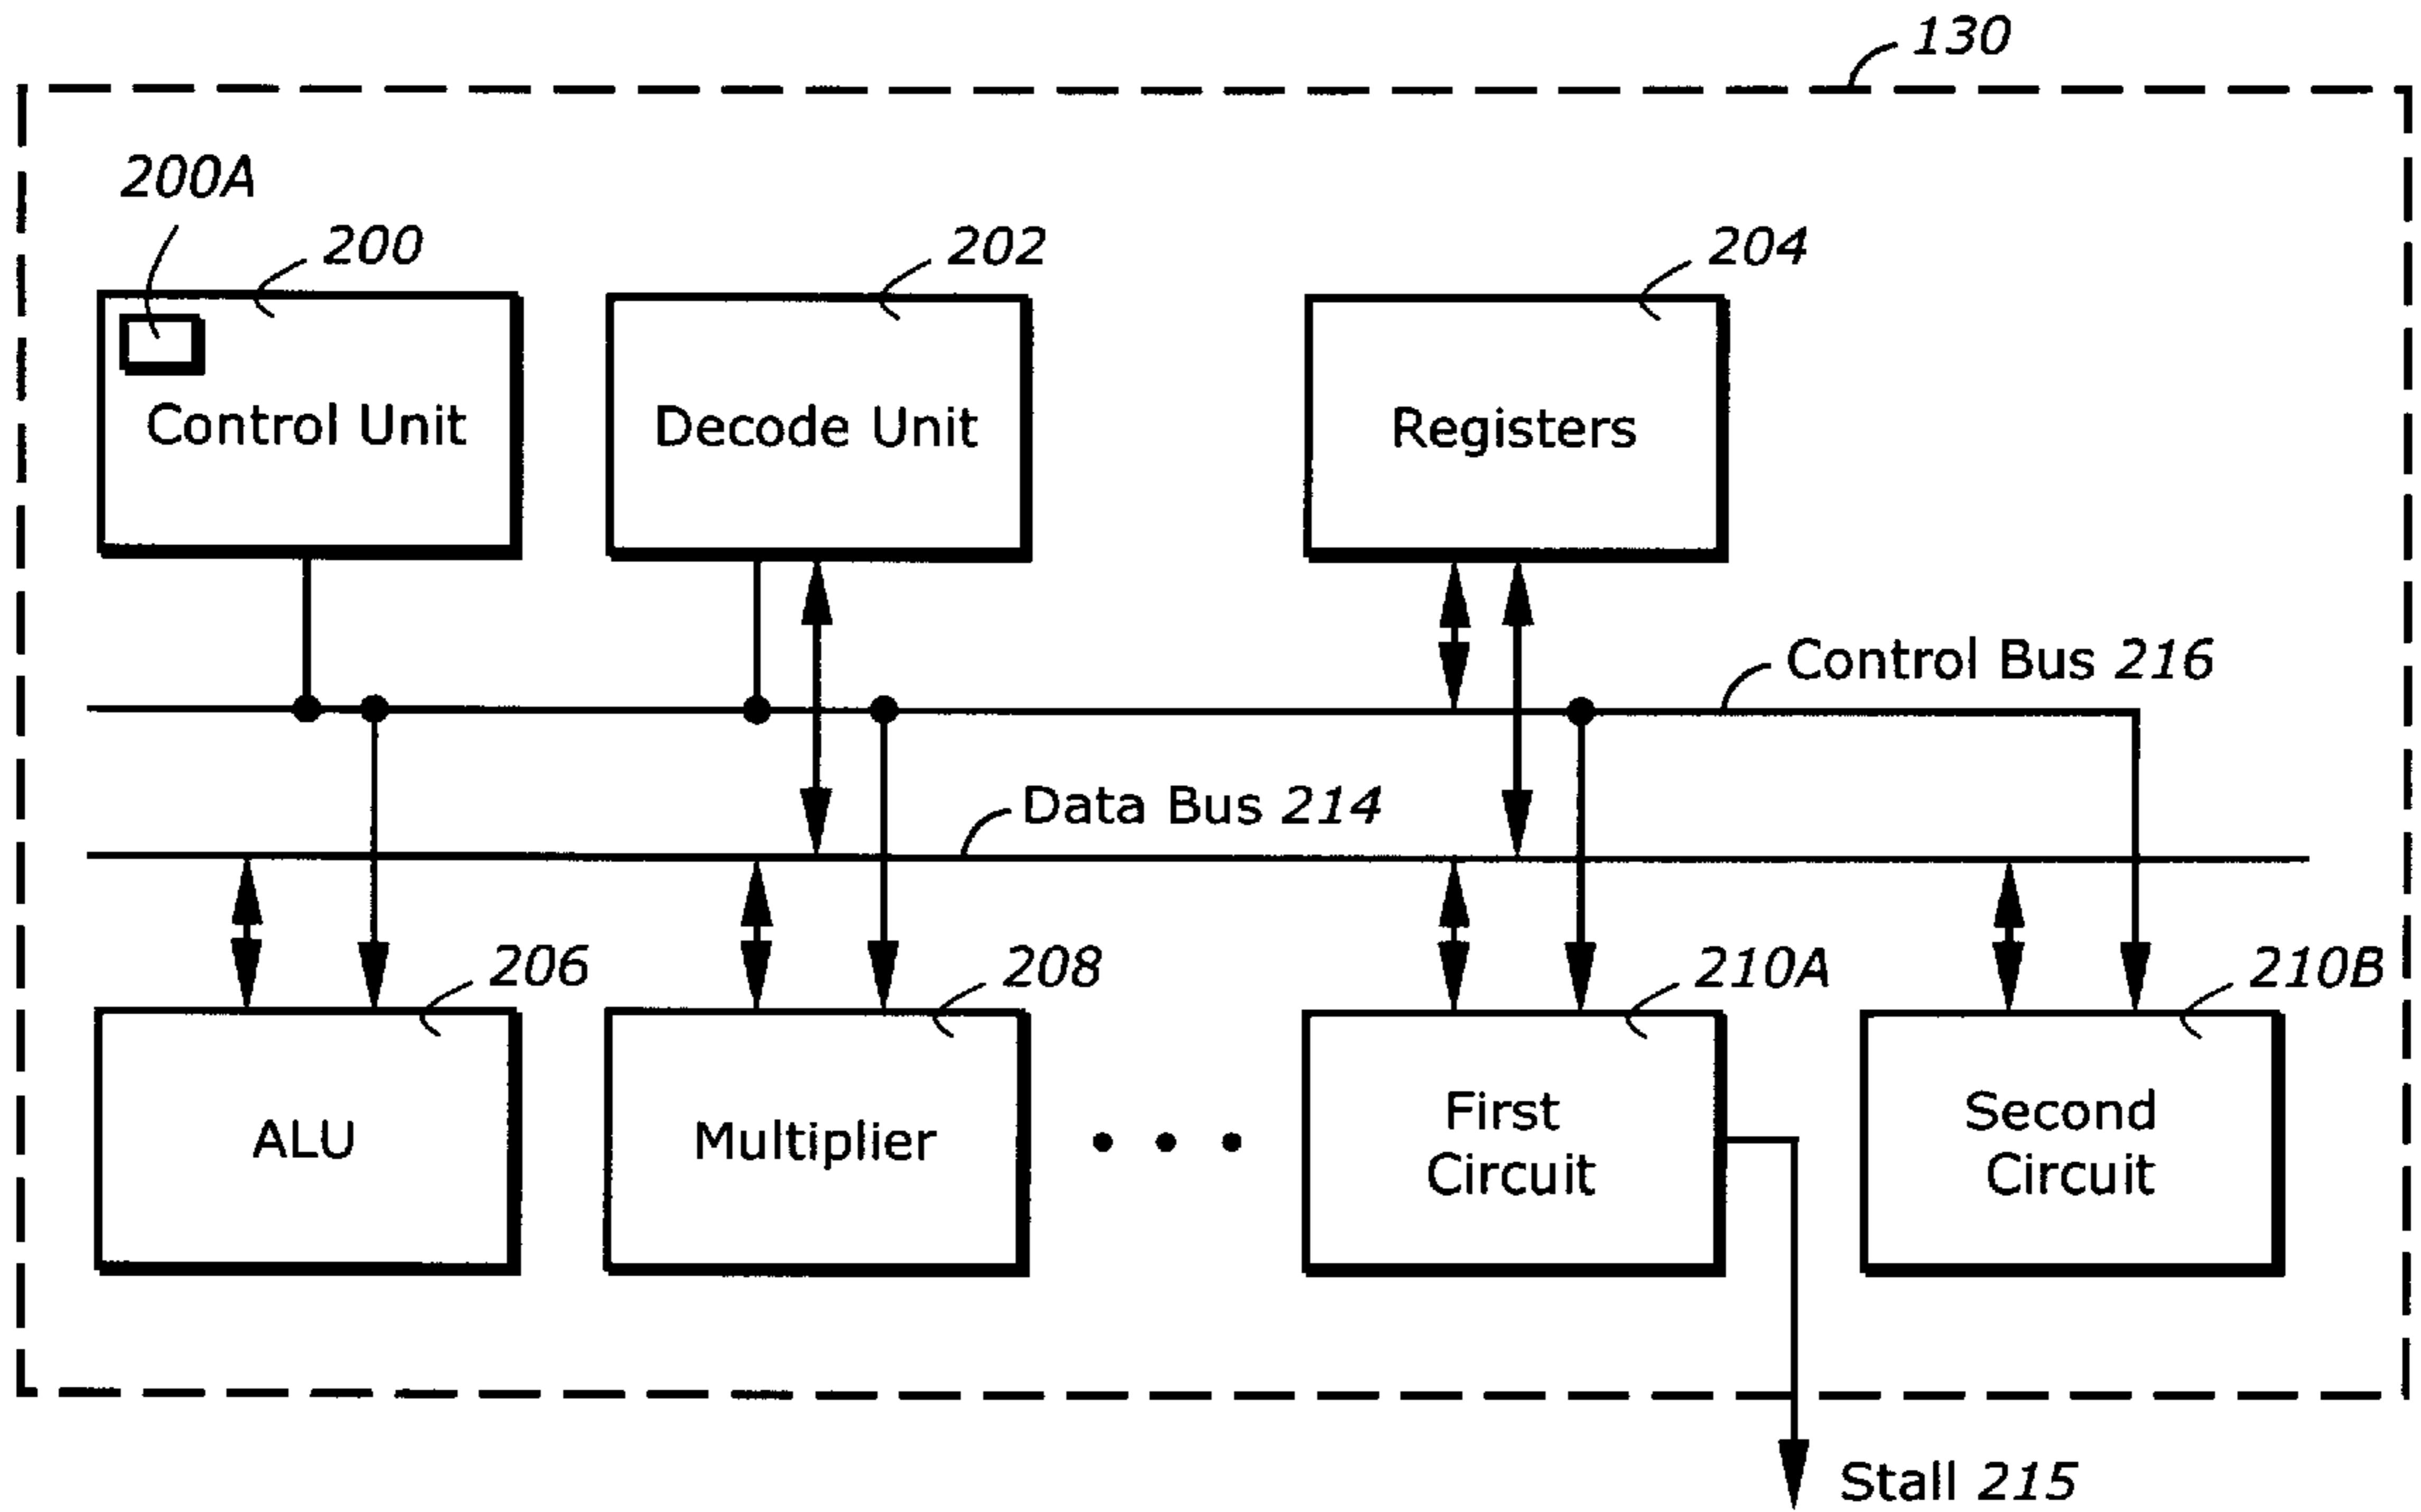 130
200A
200
202
204
Control Unit
Decode Unit
Registers
Control Bus 216
Data Bus 214
206
208
210A
210B
ALU
Multiplier
• • •
First
Circuit
Second
Circuit
Stall 215